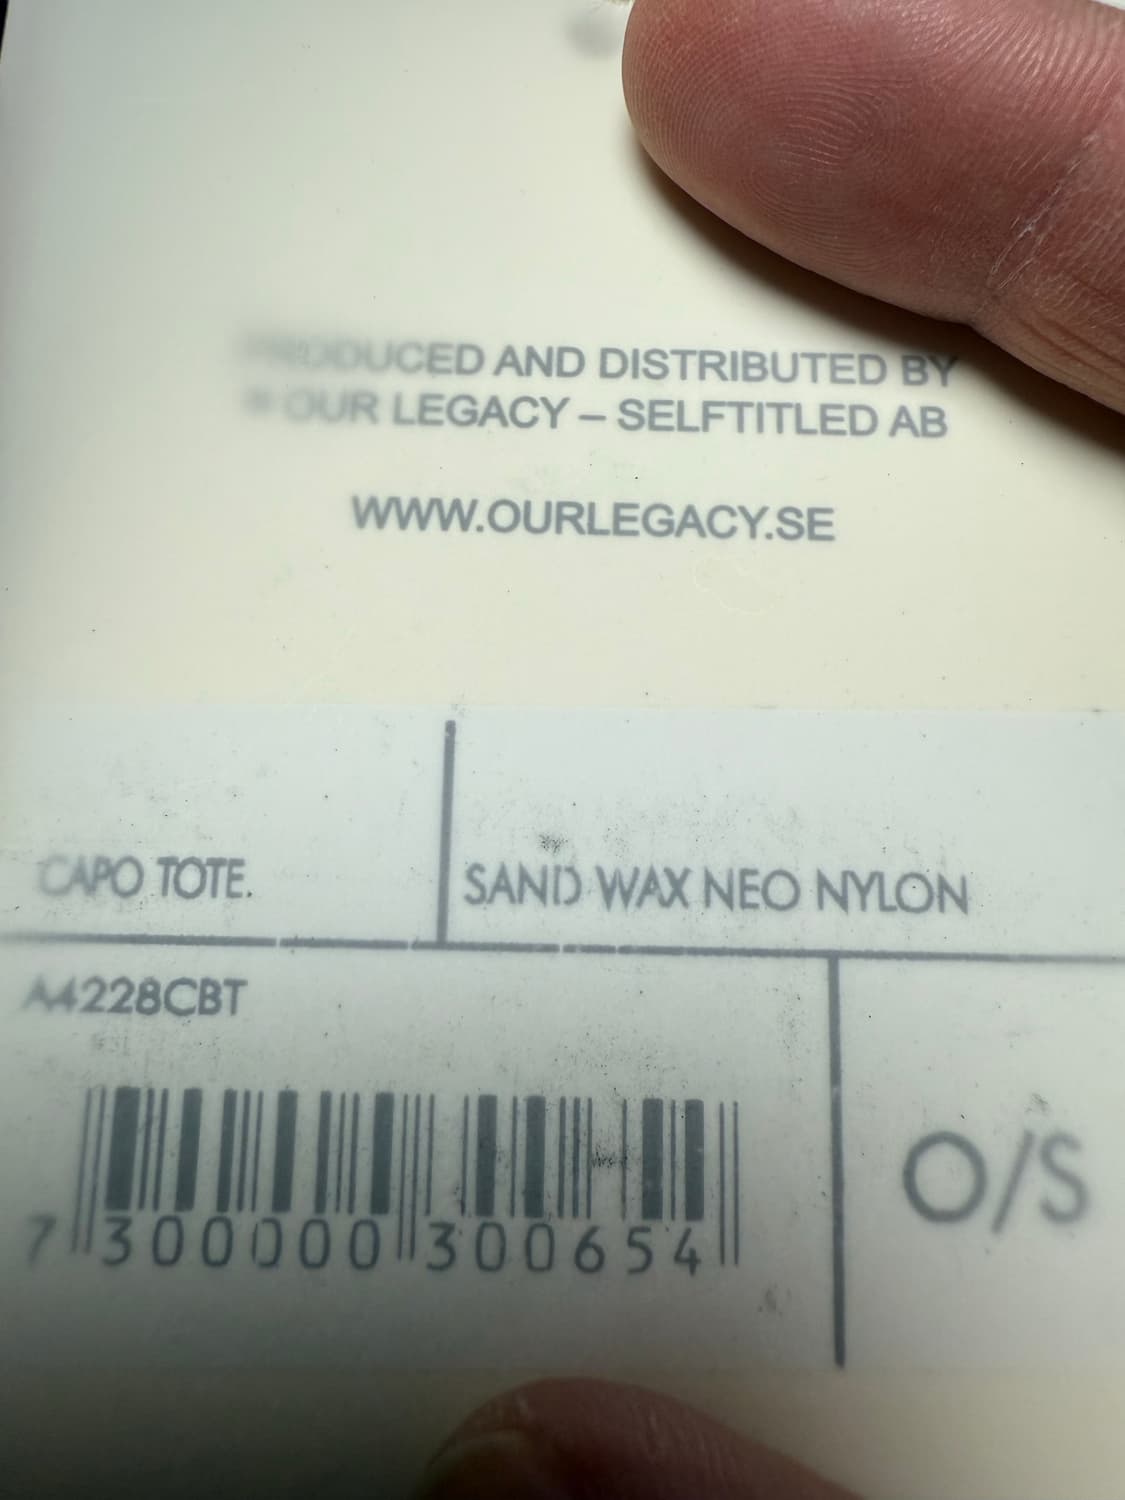 PRODUCED AND DISTRIBUTED BY
OUR LEGACY – SELFTITLED AB
WWW.OURLEGACY.SE
CAPO TOTE.
SAND WAX NEO NYLON
A4228CBT
7 300000 300654
O/S